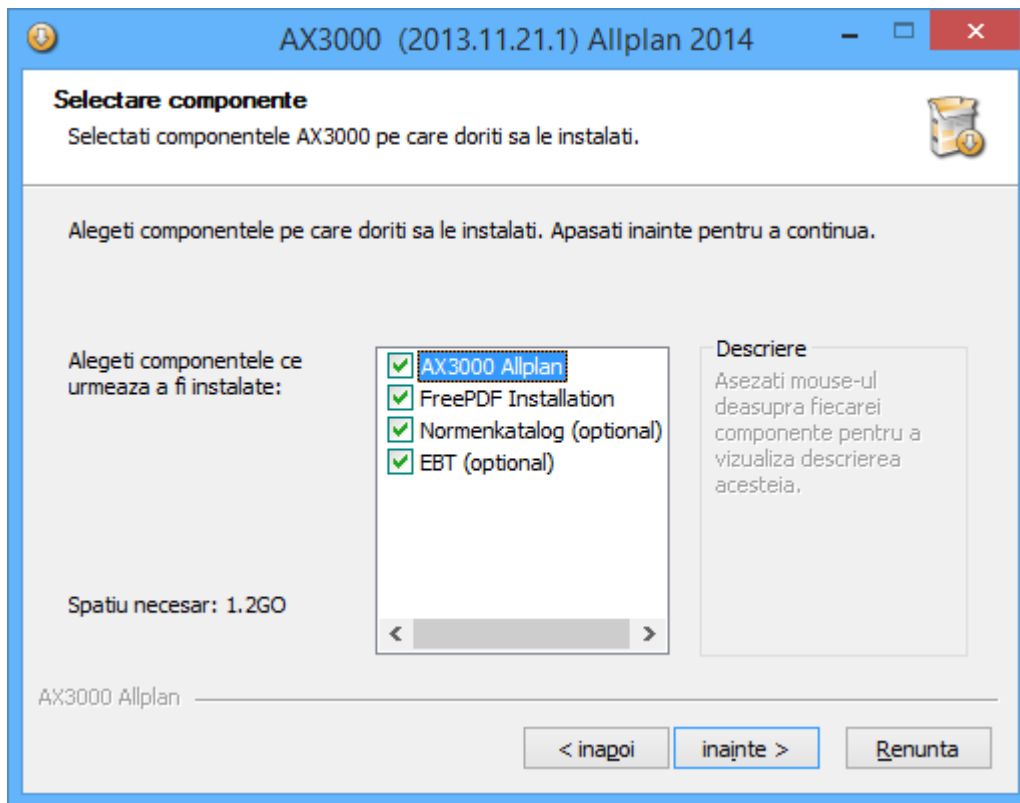 AX3000 (2013.11.21.1) Allplan 2014
Selectare componente
Selectati componentele AX3000 pe care doriti sa le instalati.
Alegeti componentele pe care doriti sa le instalati. Apasati inainte pentru a continua.
Alegeti componentele ce
urmeaza a fi instalate:
AX3000 Allplan
FreePDF Installation
Normenkatalog (optional)
EBT (optional)
Descriere
Asezati mouse-ul
deasupra fiecarei
componente pentru a
vizualiza descrierea
acesteia.
Spatiu necesar: 1.2GO
AX3000 Allplan
< inapoi
inainte >
Renunta